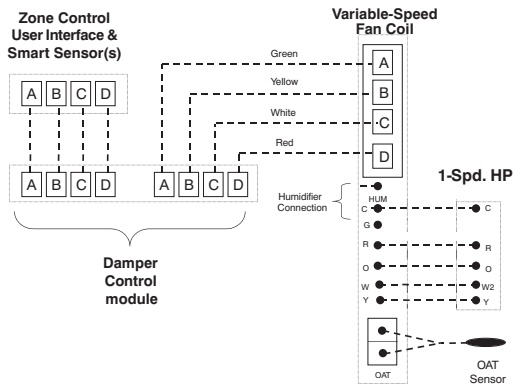 Zone Control
User Interface &
Smart Sensor(s)
A B C D
A B C D
A B C D
Damper
Control
module
Green
Yellow
White
Red
Variable-Speed
Fan Coil
A
B
C
D
Humidifier
Connection
HUM
C
G
R
O
W
Y
OAT
1-Spd. HP
C
R
O
W2
Y
OAT
Sensor